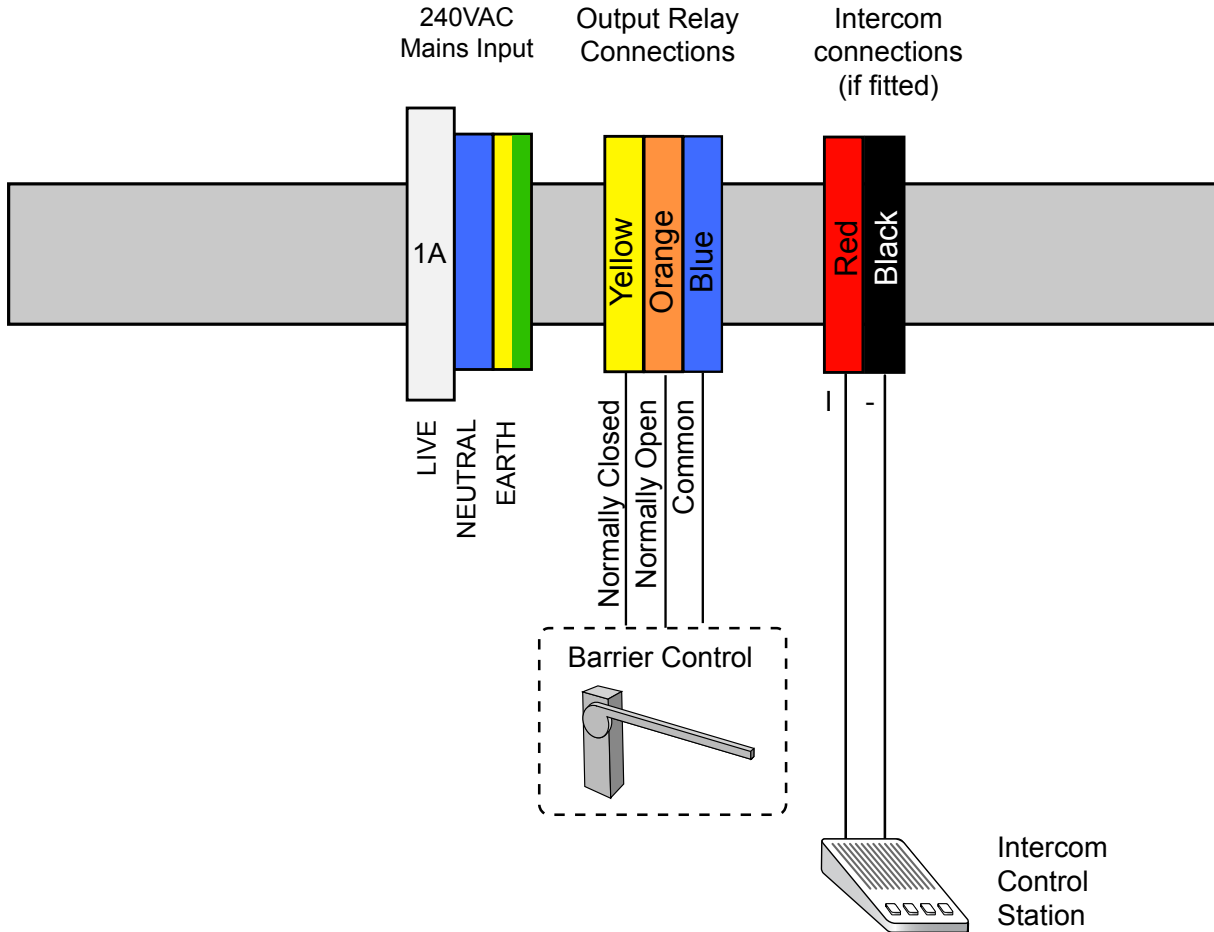 240VAC
Mains Input
Output Relay
Connections
Intercom
connections
(if fitted)
1A
Yellow
Orange
Blue
Red
Black
LIVE
NEUTRAL
EARTH
Normally Closed
Normally Open
Common
l
-
Barrier Control
Intercom
Control
Station